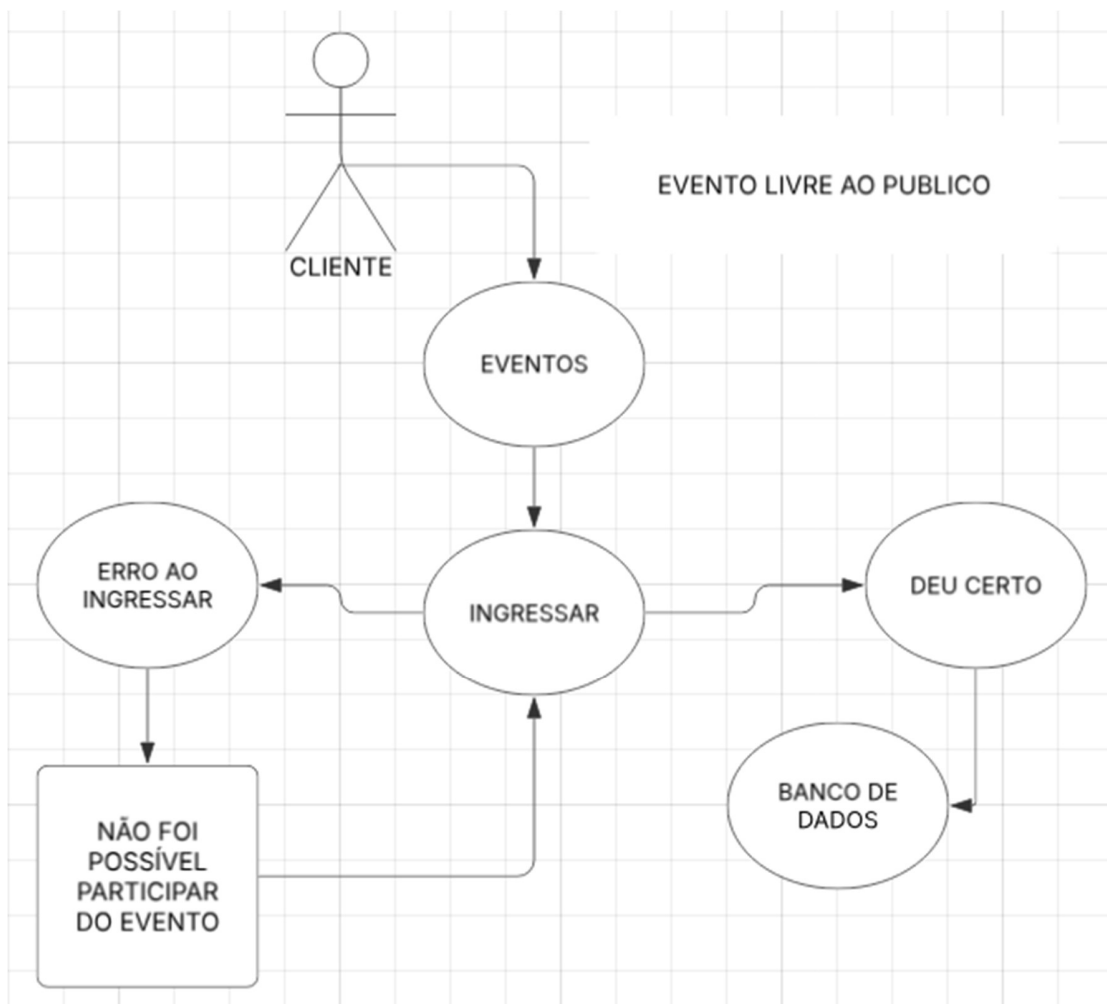 EVENTO LIVRE AO PUBLICO
CLIENTE
EVENTOS
ERRO AO
INGRESSAR
INGRESSAR
DEU CERTO
NÃO FOI
POSSÍVEL
PARTICIPAR
DO EVENTO
BANCO DE
DADOS